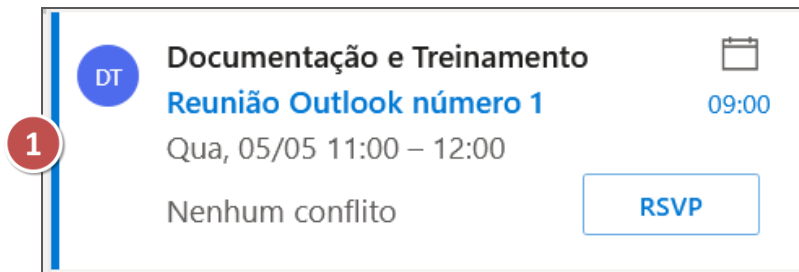 DT
Documentação e Treinamento
Reunião Outlook número 1
09:00
1
Qua, 05/05 11:00 – 12:00
Nenhum conflito
RSVP